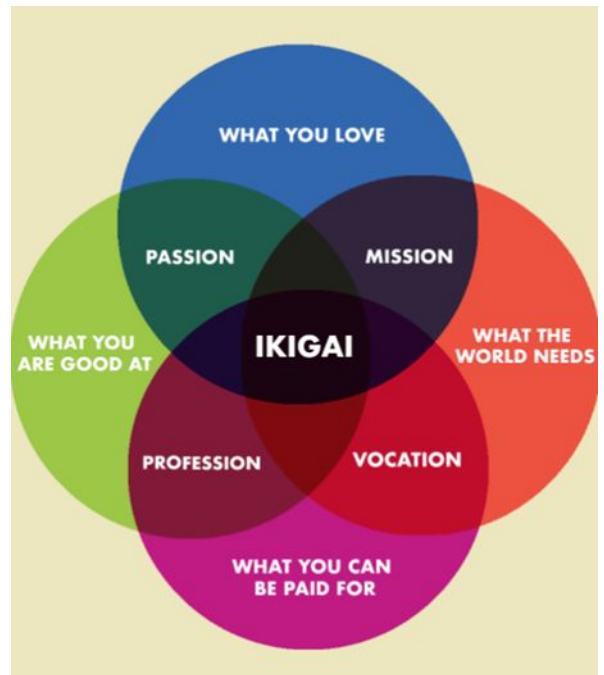 WHAT YOU LOVE
PASSION
MISSION
WHAT YOU
ARE GOOD AT
IKIGAI
WHAT THE
WORLD NEEDS
PROFESSION
VOCATION
WHAT YOU CAN
BE PAID FOR